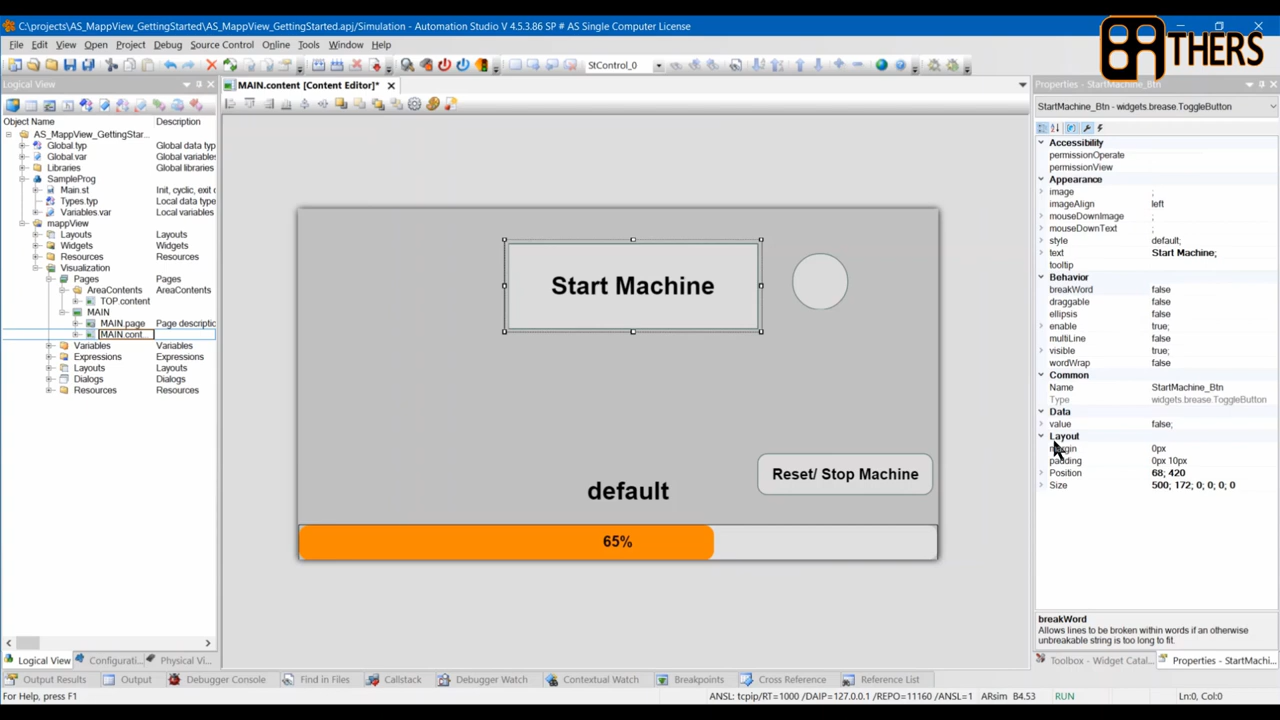 C:\projects\AS_MappView_GettingStarted\AS_MappView_GettingStarted.apj/Simulation - Automation Studio V 4.5.3.86 SP # AS Single Computer License
88THERS
File Edit View Open Project Debug Source Control Online Tools Window Help
StControl_0
Logical View
MAIN.content [Content Editor]*
Properties - StartMachine_Btn
StartMachine_Btn - widgets.brease.ToggleButton
Object Name Description
AS_MappView_GettingStar...
Global.typ Global data typ
Global.var Global variables
Libraries Global libraries
SampleProg
Main.st Init, cyclic, exit c
Types.typ Local data type
Variables.var Local variables
mappView
Layouts Layouts
Widgets Widgets
Resources Resources
Visualization
Pages Pages
AreaContents AreaContents
TOP.content
MAIN
MAIN.page Page descriptic
MAIN.cont
Variables Variables
Expressions Expressions
Layouts Layouts
Dialogs Dialogs
Resources Resources
Start Machine
Reset/ Stop Machine
default
65%
Accessibility
permissionOperate
permissionView
Appearance
image ;
imageAlign left
mouseDownImage ;
mouseDownText ;
style default;
text Start Machine;
tooltip
Behavior
breakWord false
draggable false
ellipsis false
enable true;
multiLine false
visible true;
wordWrap false
Common
Name StartMachine_Btn
Type widgets.brease.ToggleButton
Data
value false;
Layout
margin 0px
padding 0px 10px
Position 68; 420
Size 500; 172; 0; 0; 0; 0
breakWord
Allows lines to be broken within words if an otherwise
unbreakable string is too long to fit.
Logical View Configurati... Physical Vi...
Toolbox - Widget Catal... Properties - StartMachi...
Output Results Output Debugger Console Find in Files Callstack Debugger Watch Contextual Watch Breakpoints Cross Reference Reference List
For Help, press F1 ANSL: tcpip/RT=1000 /DAIP=127.0.0.1 /REPO=11160 /ANSL=1 ARsim B4.53 RUN Ln:0, Col:0